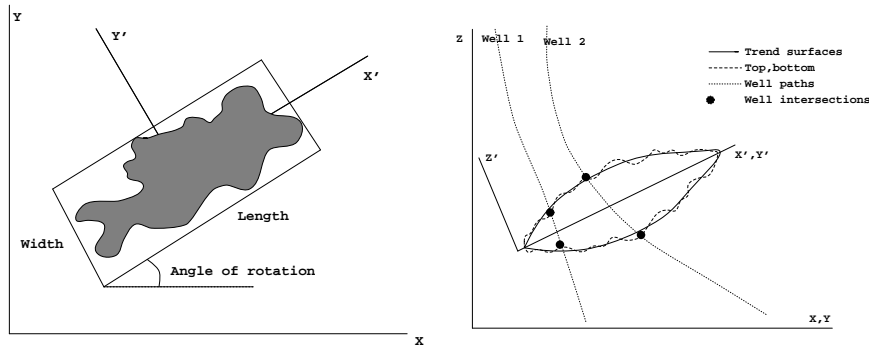 Y
Y'
X'
Length
Width
Angle of rotation
X
Z
Well 1
Well 2
Trend surfaces
Top,bottom
Well paths
Well intersections
Z'
X',Y'
X,Y